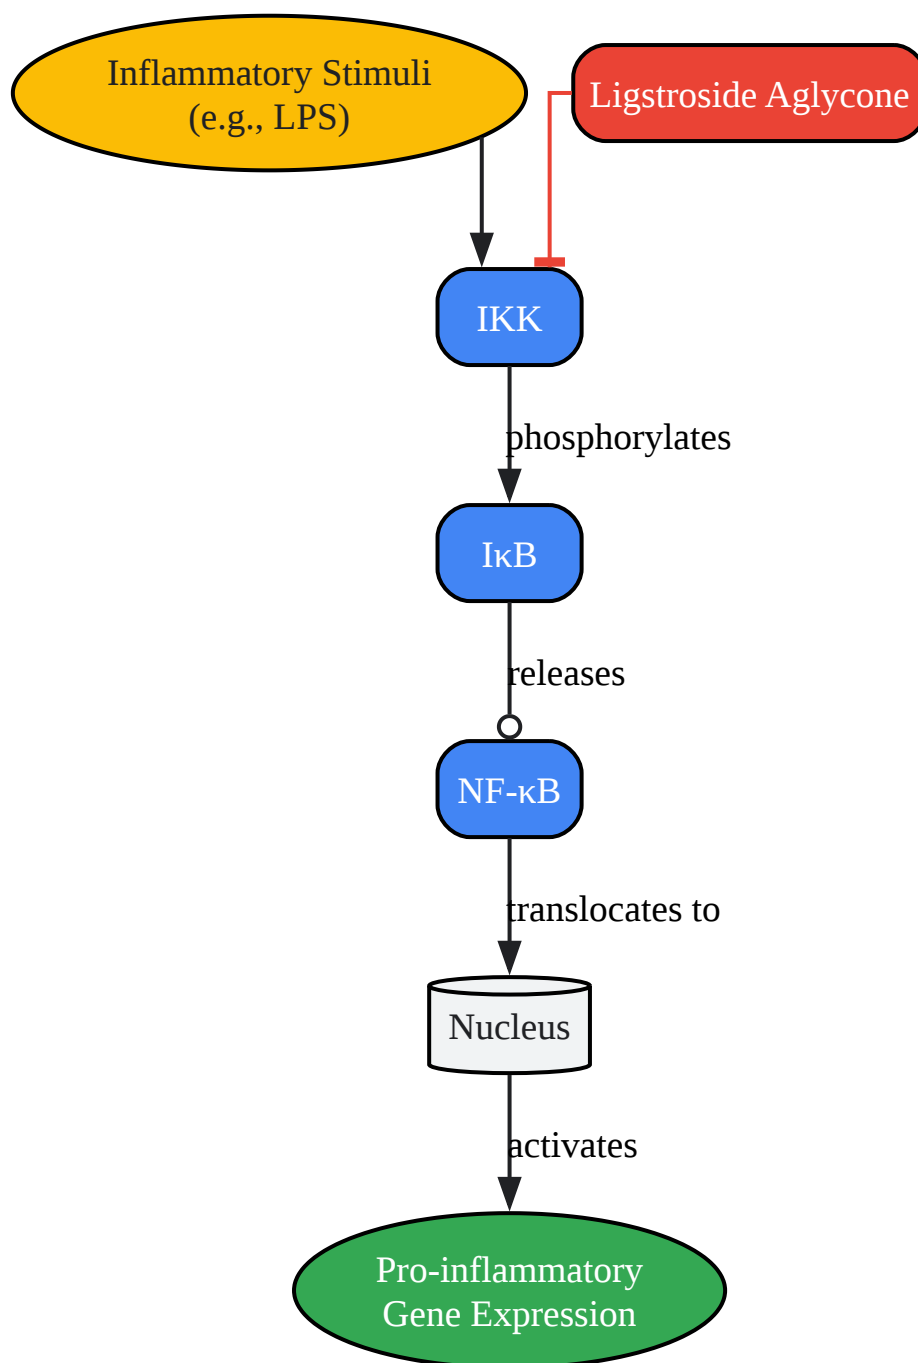 Inflammatory Stimuli
(e.g., LPS)
Ligstroside Aglycone
IKK
phosphorylates
IκB
releases
NF-κB
translocates to
Nucleus
activates
Pro-inflammatory
Gene Expression